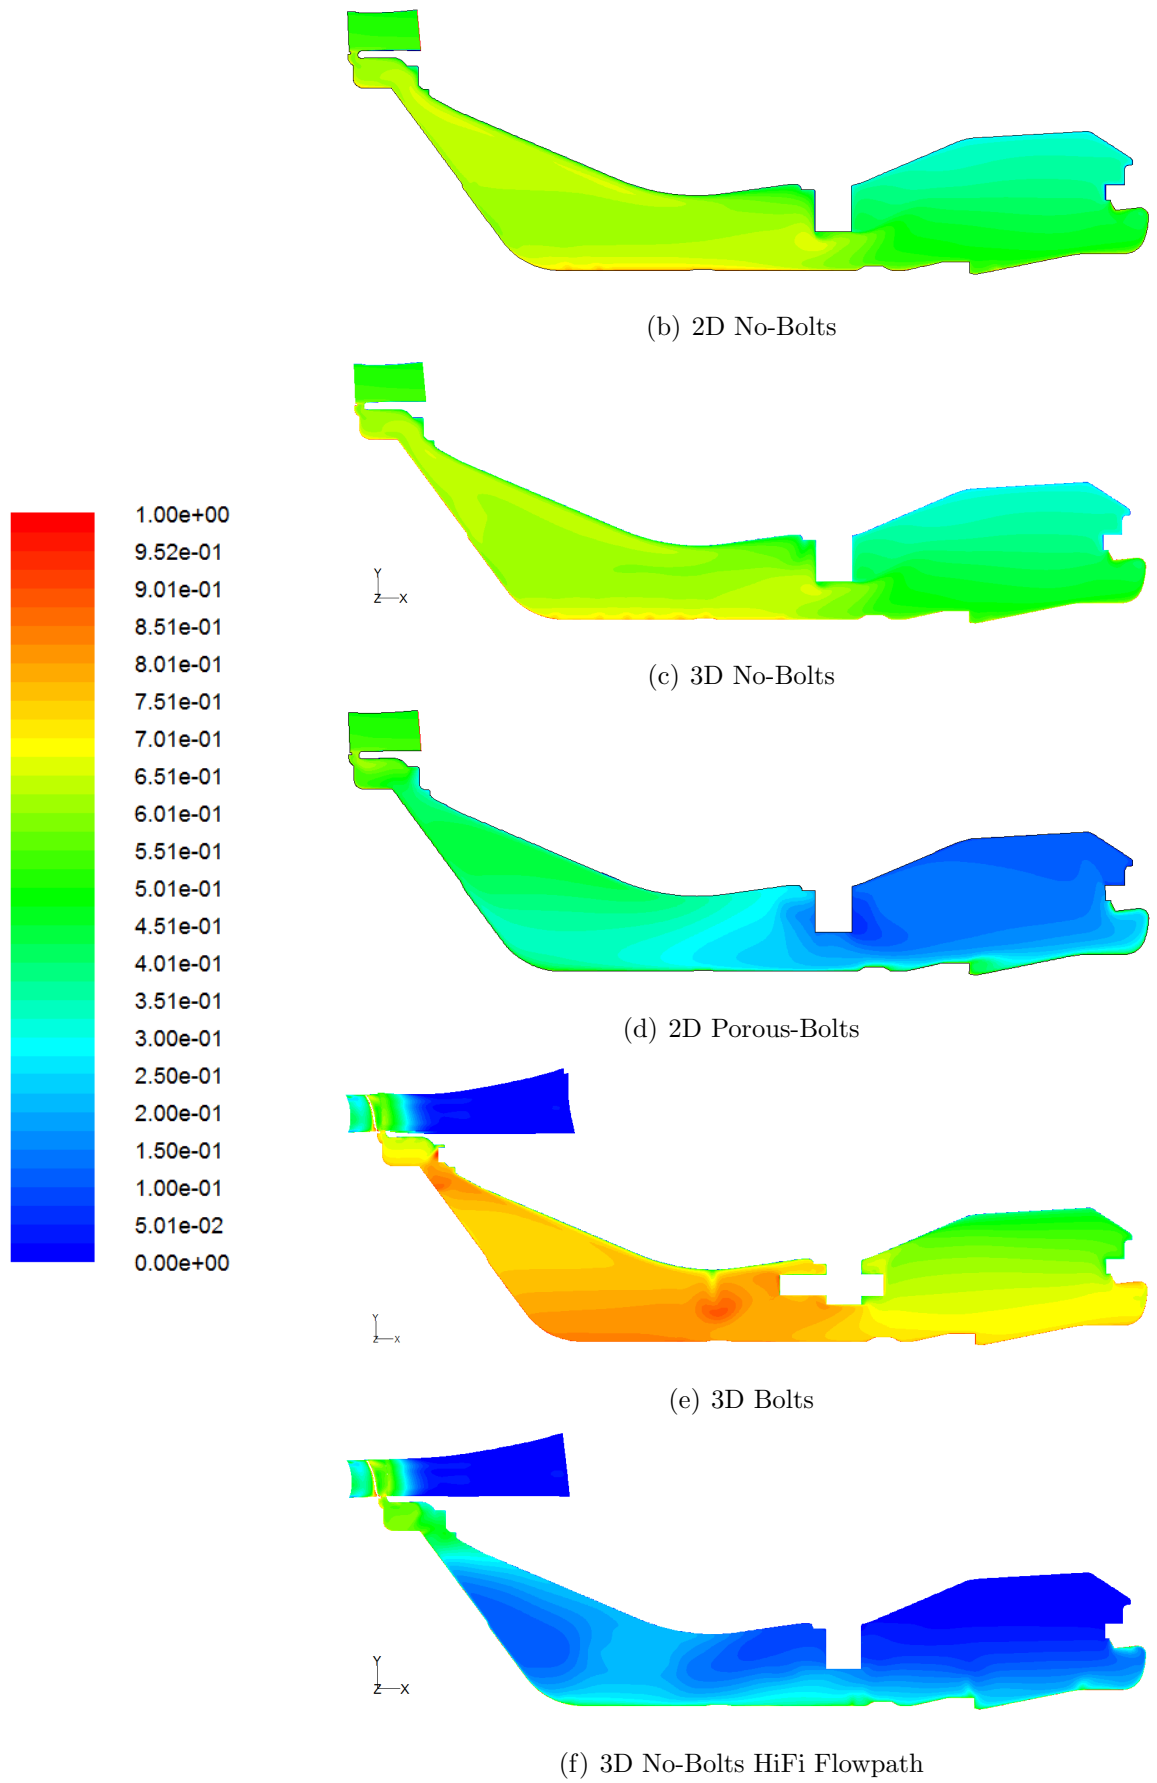 (b) 2D No-Bolts
Y
Z X
(c) 3D No-Bolts
1.00e+00
9.52e-01
9.01e-01
8.51e-01
8.01e-01
7.51e-01
7.01e-01
6.51e-01
6.01e-01
5.51e-01
5.01e-01
4.51e-01
4.01e-01
3.51e-01
3.00e-01
2.50e-01
2.00e-01
1.50e-01
1.00e-01
5.01e-02
0.00e+00
(d) 2D Porous-Bolts
Y
Z X
(e) 3D Bolts
Y
Z X
(f) 3D No-Bolts HiFi Flowpath